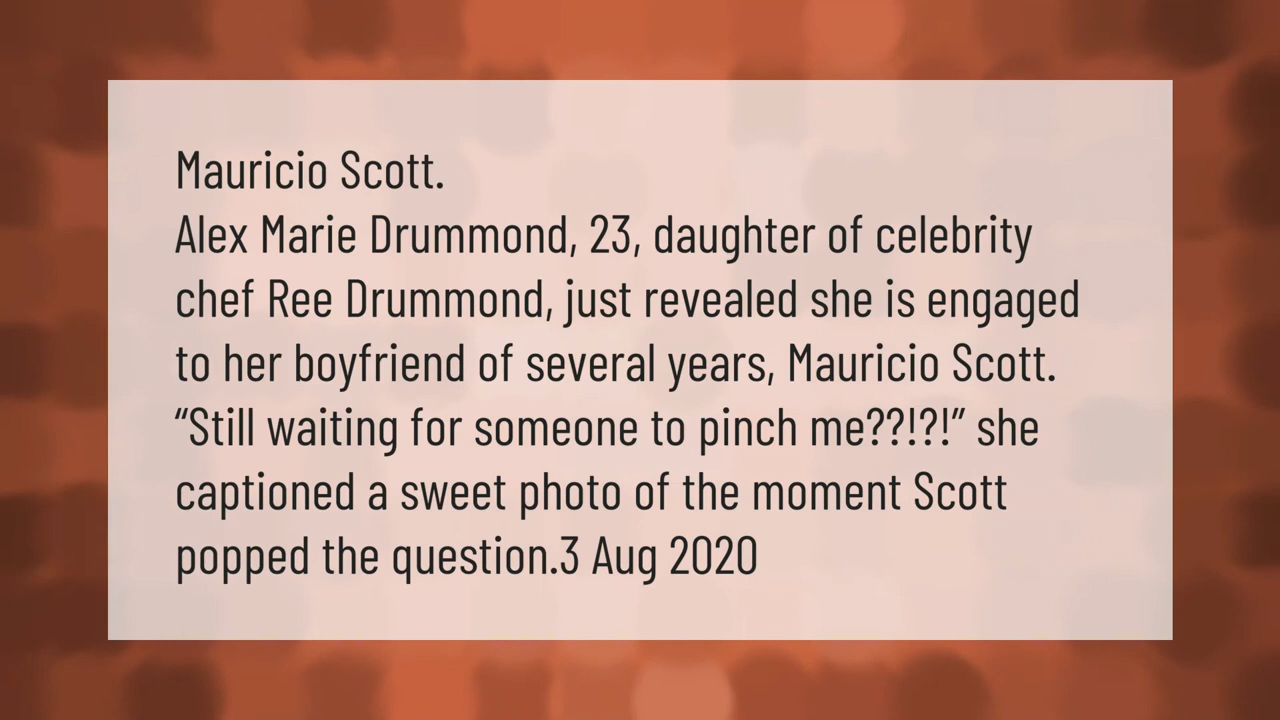 Mauricio Scott.
Alex Marie Drummond, 23, daughter of celebrity
chef Ree Drummond, just revealed she is engaged
to her boyfriend of several years, Mauricio Scott.
“Still waiting for someone to pinch me??!?!” she
captioned a sweet photo of the moment Scott
popped the question.3 Aug 2020